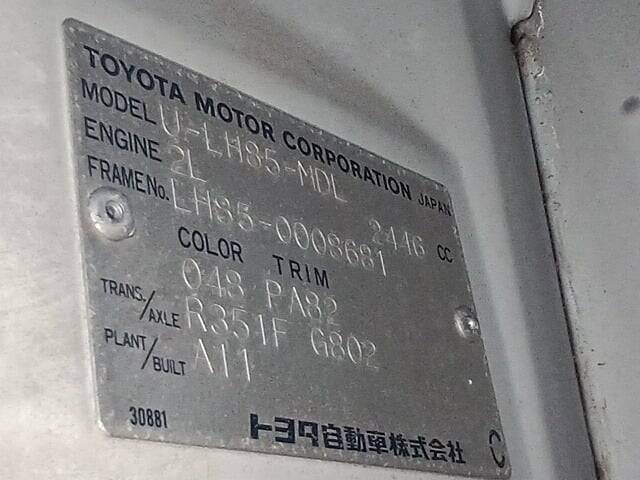 TOYOTA MOTOR CORPORATION JAPAN
MODEL U-LH85-MDL
ENGINE 2L 2446 CC
FRAME No. LH85-0008681
COLOR TRIM
048 PA82
TRANS./AXLE R351F G802
PLANT/BUILT A11
30881 トヨタ自動車株式会社 C